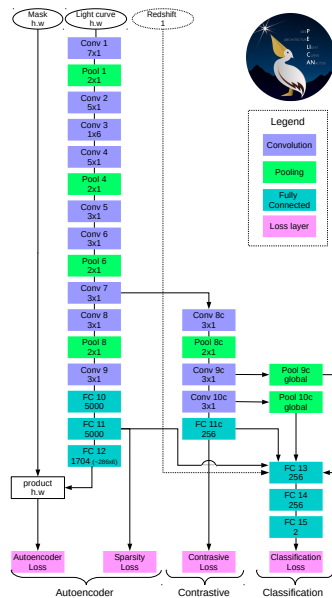 Mask
h.w
Light curve
h.w
Redshift
1
Conv 1
7x1
Pool 1
2x1
Conv 2
5x1
Conv 3
1x6
Conv 4
5x1
Pool 4
2x1
Conv 5
3x1
Conv 6
3x1
Pool 6
2x1
Conv 7
3x1
Conv 8
3x1
Pool 8
2x1
Conv 9
3x1
FC 10
5000
FC 11
5000
FC 12
1704 (~286x6)
product
h.w
Conv 8c
3x1
Pool 8c
2x1
Conv 9c
3x1
Conv 10c
3x1
FC 11c
256
Pool 9c
global
Pool 10c
global
FC 13
256
FC 14
256
FC 15
2
Autoencoder
Loss
Sparsity
Loss
Contrasive
Loss
Classification
Loss
Autoencoder
Contrastive
Classification
Legend
Convolution
Pooling
Fully
Connected
Loss layer